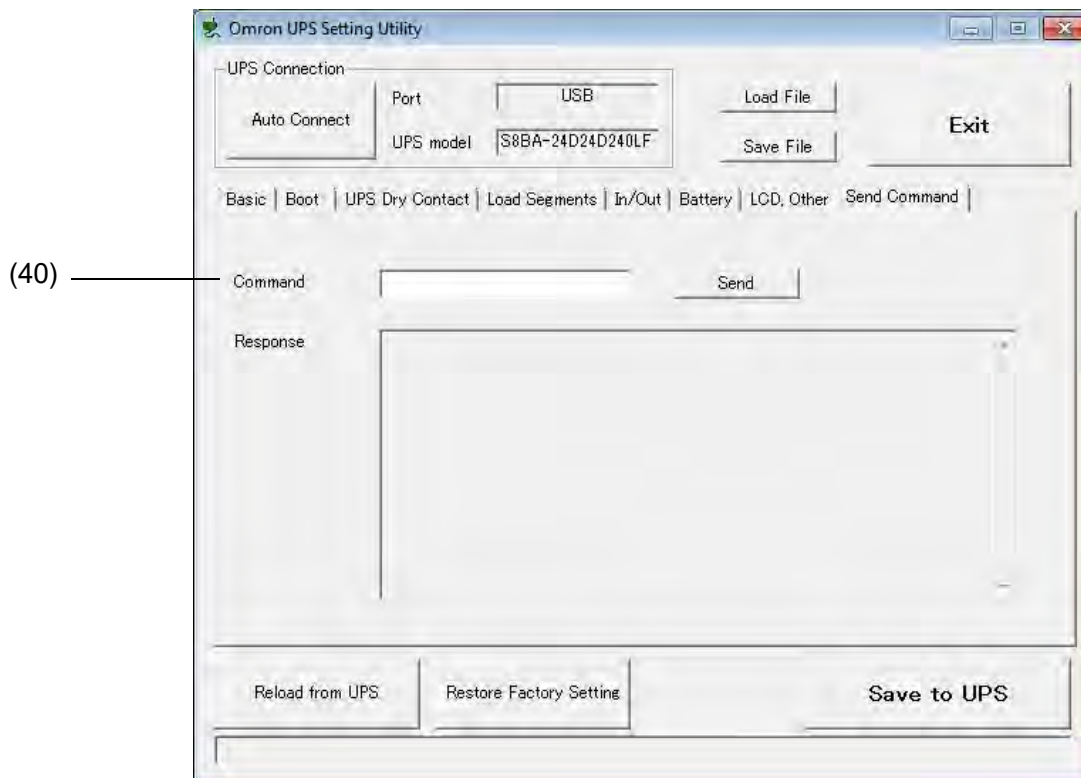 Omron UPS Setting Utility
UPS Connection
Auto Connect
Port
USB
UPS model
S8BA-24D24D240LF
Load File
Save File
Exit
Basic | Boot | UPS Dry Contact | Load Segments | In/Out | Battery | LCD, Other Send Command |
(40)
Command
Send
Response
Reload from UPS
Restore Factory Setting
Save to UPS